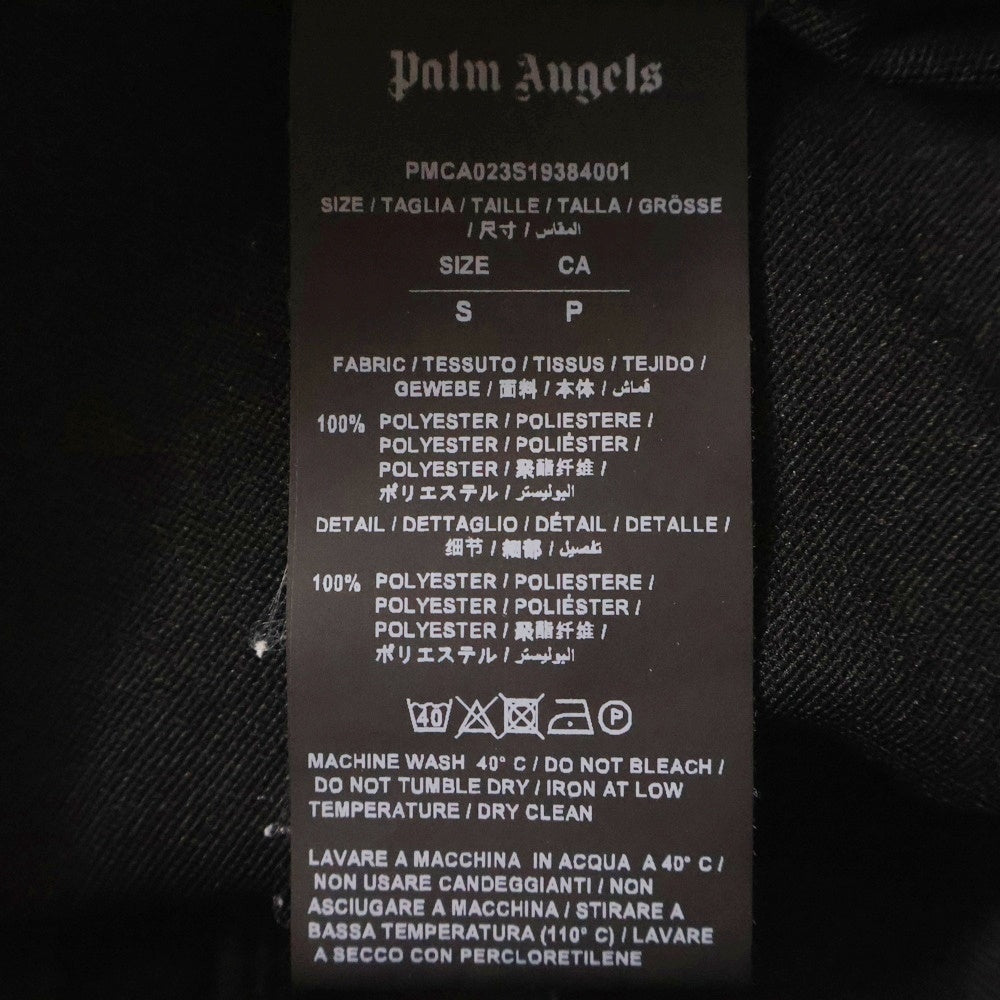 Palm Angels
PMCA023S19384001
SIZE / TAGLIA / TAILLE / TALLA / GRÖSSE
/ 尺寸 / المقاس
SIZE CA
S P
FABRIC / TESSUTO / TISSUS / TEJIDO /
GEWEBE / 面料 / 本体 / قماش
100% POLYESTER / POLIESTERE /
POLYESTER / POLIÉSTER /
POLYESTER / 聚酯纤维 /
ポリエステル / البوليستر
DETAIL / DETTAGLIO / DÉTAIL / DETALLE /
细节 / 細部 / تفصيل
100% POLYESTER / POLIESTERE /
POLYESTER / POLIÉSTER /
POLYESTER / 聚酯纤维 /
ポリエステル / البوليستر
40 P
MACHINE WASH 40° C / DO NOT BLEACH /
DO NOT TUMBLE DRY / IRON AT LOW
TEMPERATURE / DRY CLEAN
LAVARE A MACCHINA IN ACQUA A 40° C /
NON USARE CANDEGGIANTI / NON
ASCIUGARE A MACCHINA / STIRARE A
BASSA TEMPERATURA (110° C) / LAVARE
A SECCO CON PERCLORETILENE